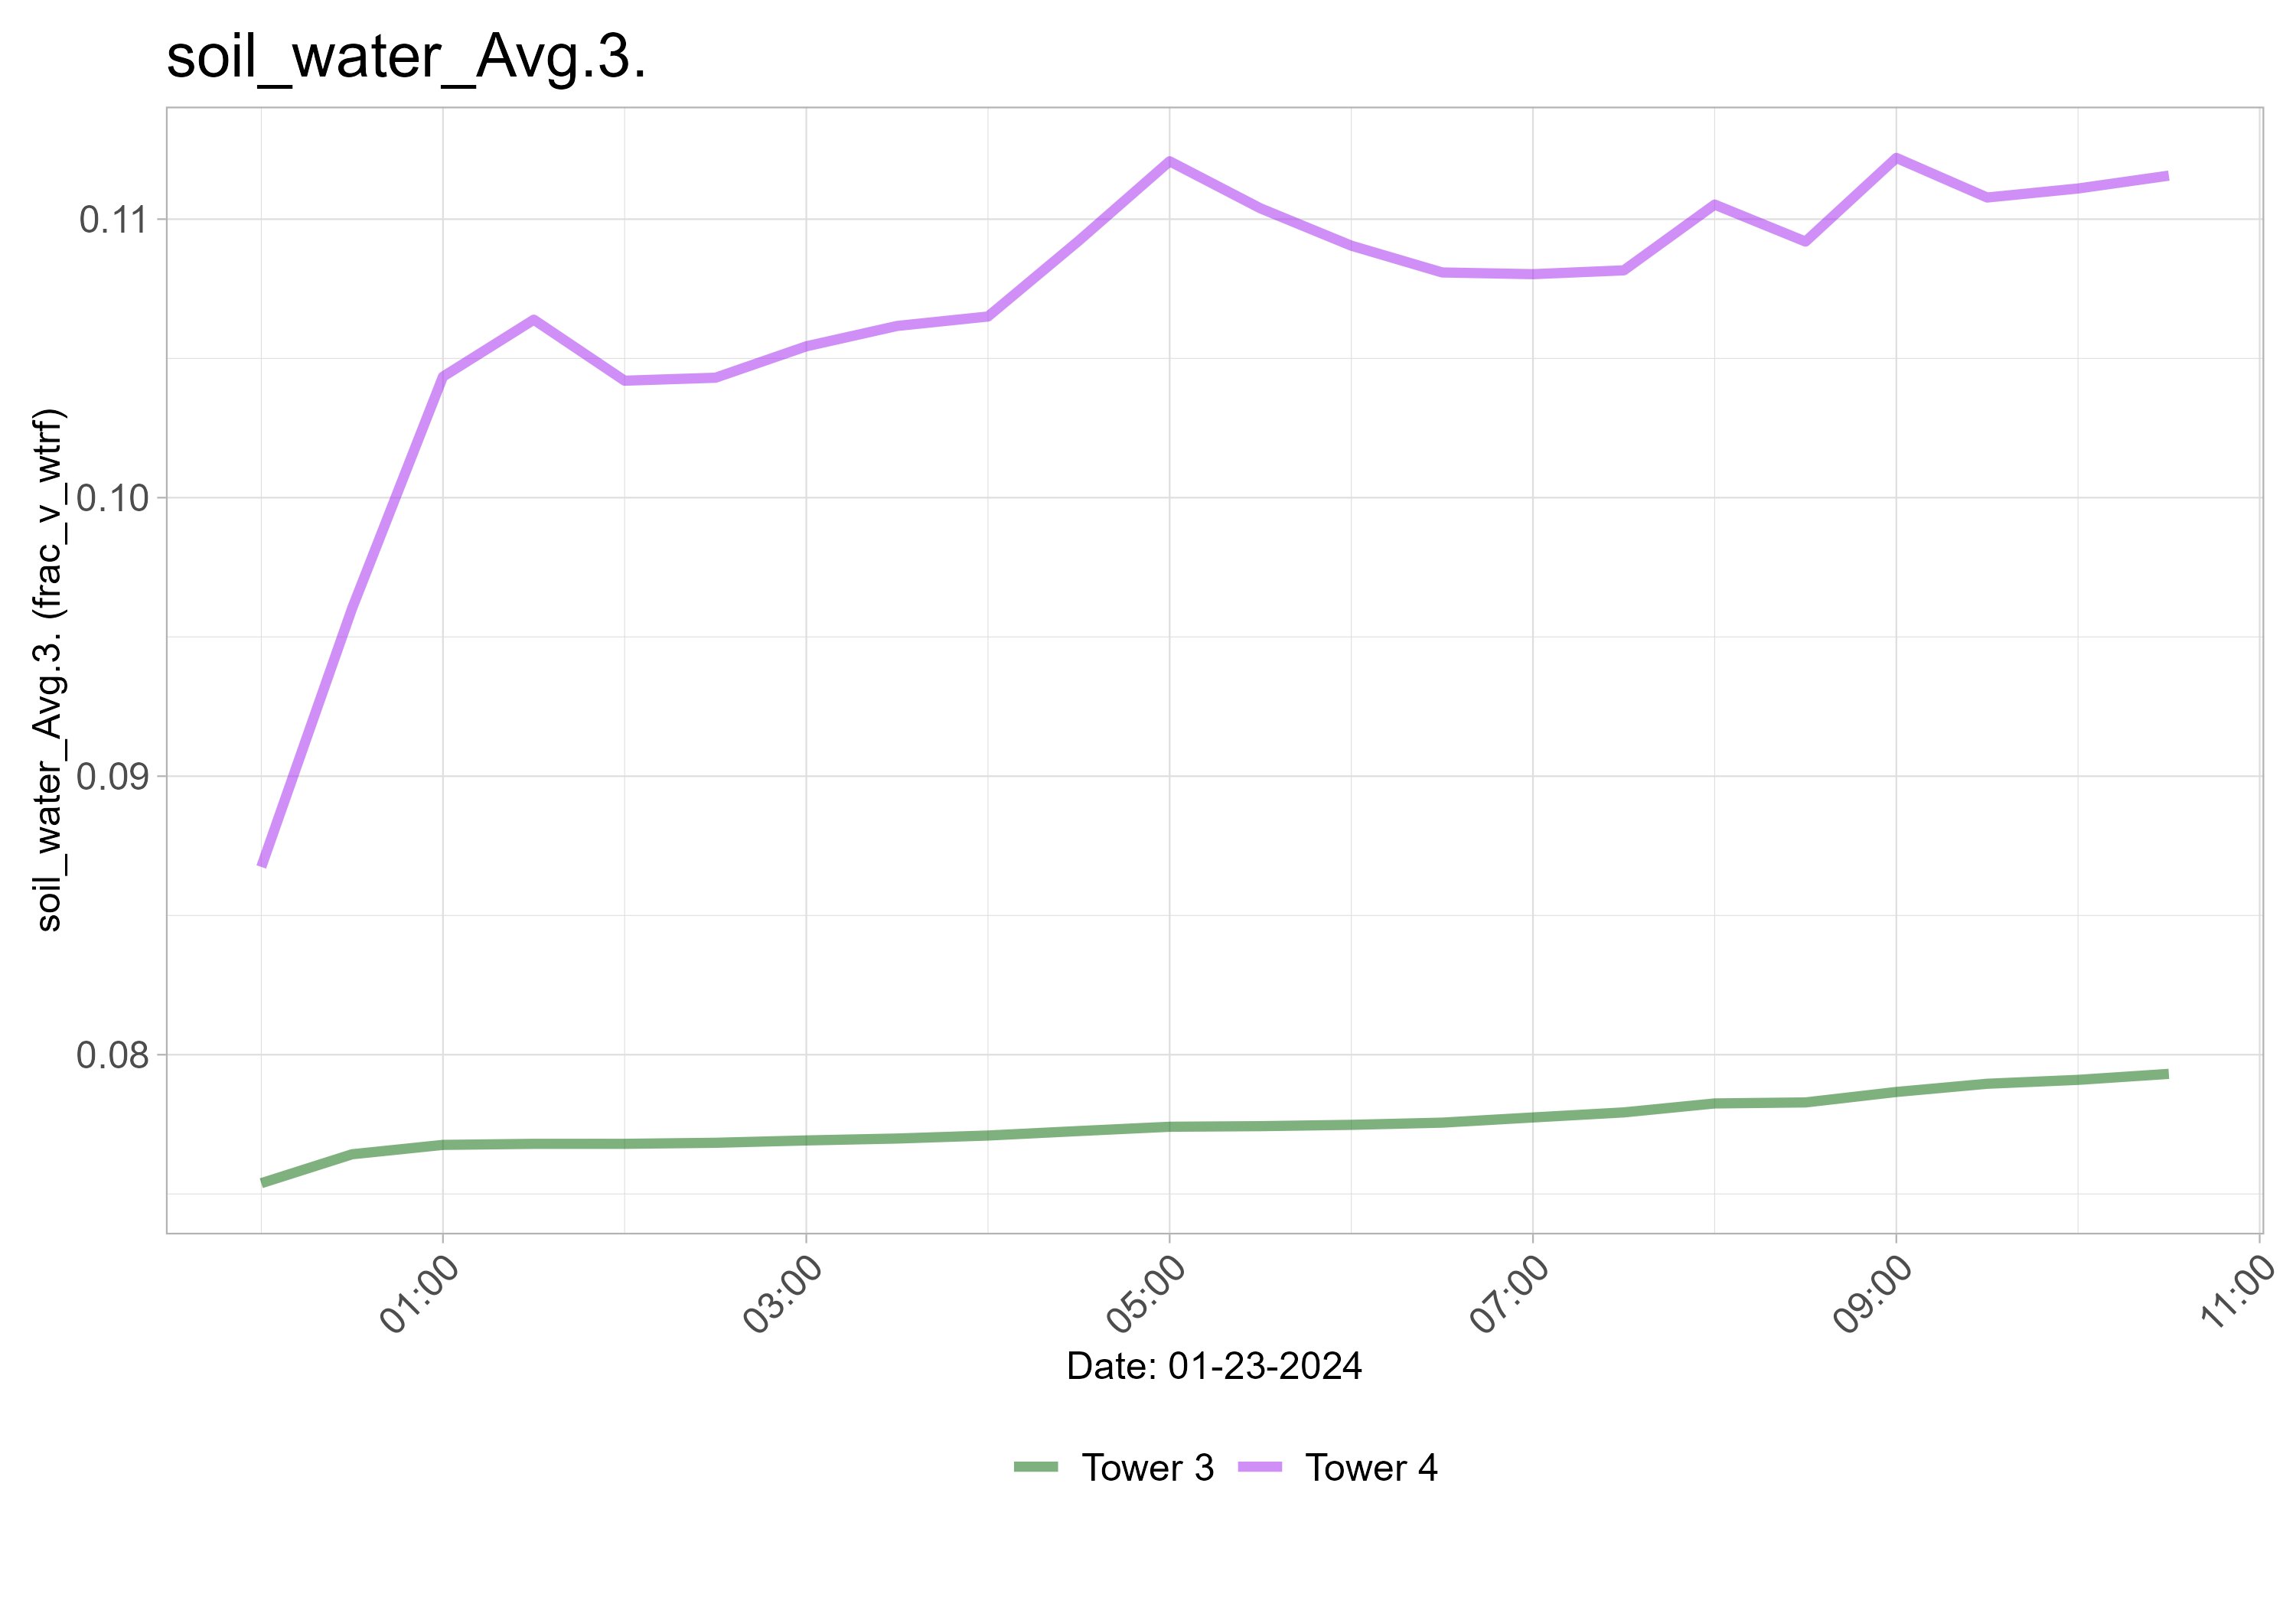 soil_water_Avg.3.
soil_water_Avg.3. (frac_v_wtrf)
0.11
0.10
0.09
0.08
01:00 03:00 05:00 07:00 09:00 11:00
Date: 01-23-2024
Tower 3 Tower 4